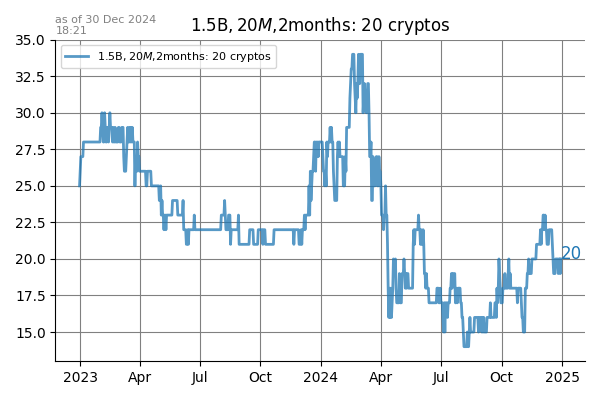 as of 30 Dec 2024
18:21
1.5B, 20M,2months: 20 cryptos
35.0
1.5B, 20M,2months: 20 cryptos
32.5
30.0
27.5
25.0
22.5
20
20.0
17.5
15.0
2023 Apr Jul Oct 2024 Apr Jul Oct 2025